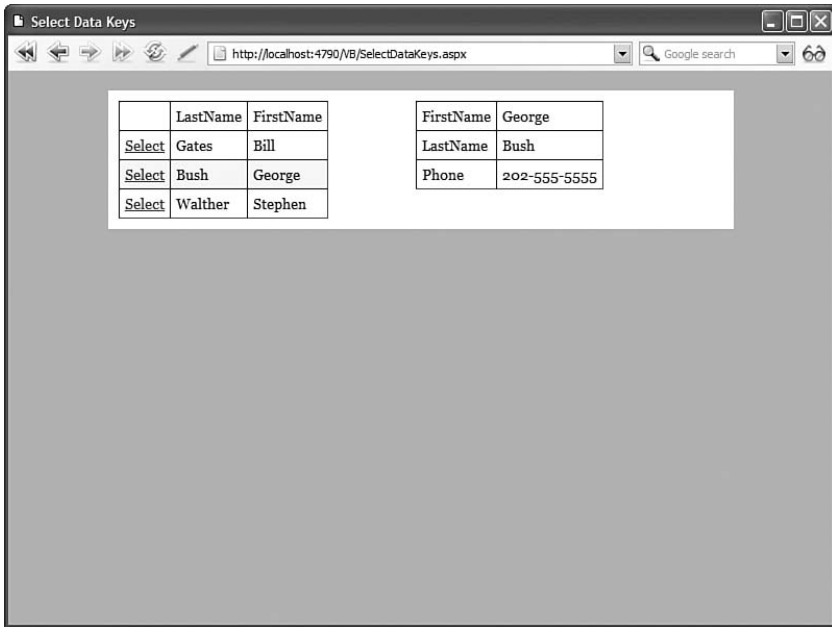 Select Data Keys
http://localhost:4790/VB/SelectDataKeys.aspx
Google search
LastName FirstName
Select Gates Bill
Select Bush George
Select Walther Stephen
FirstName George
LastName Bush
Phone 202-555-5555